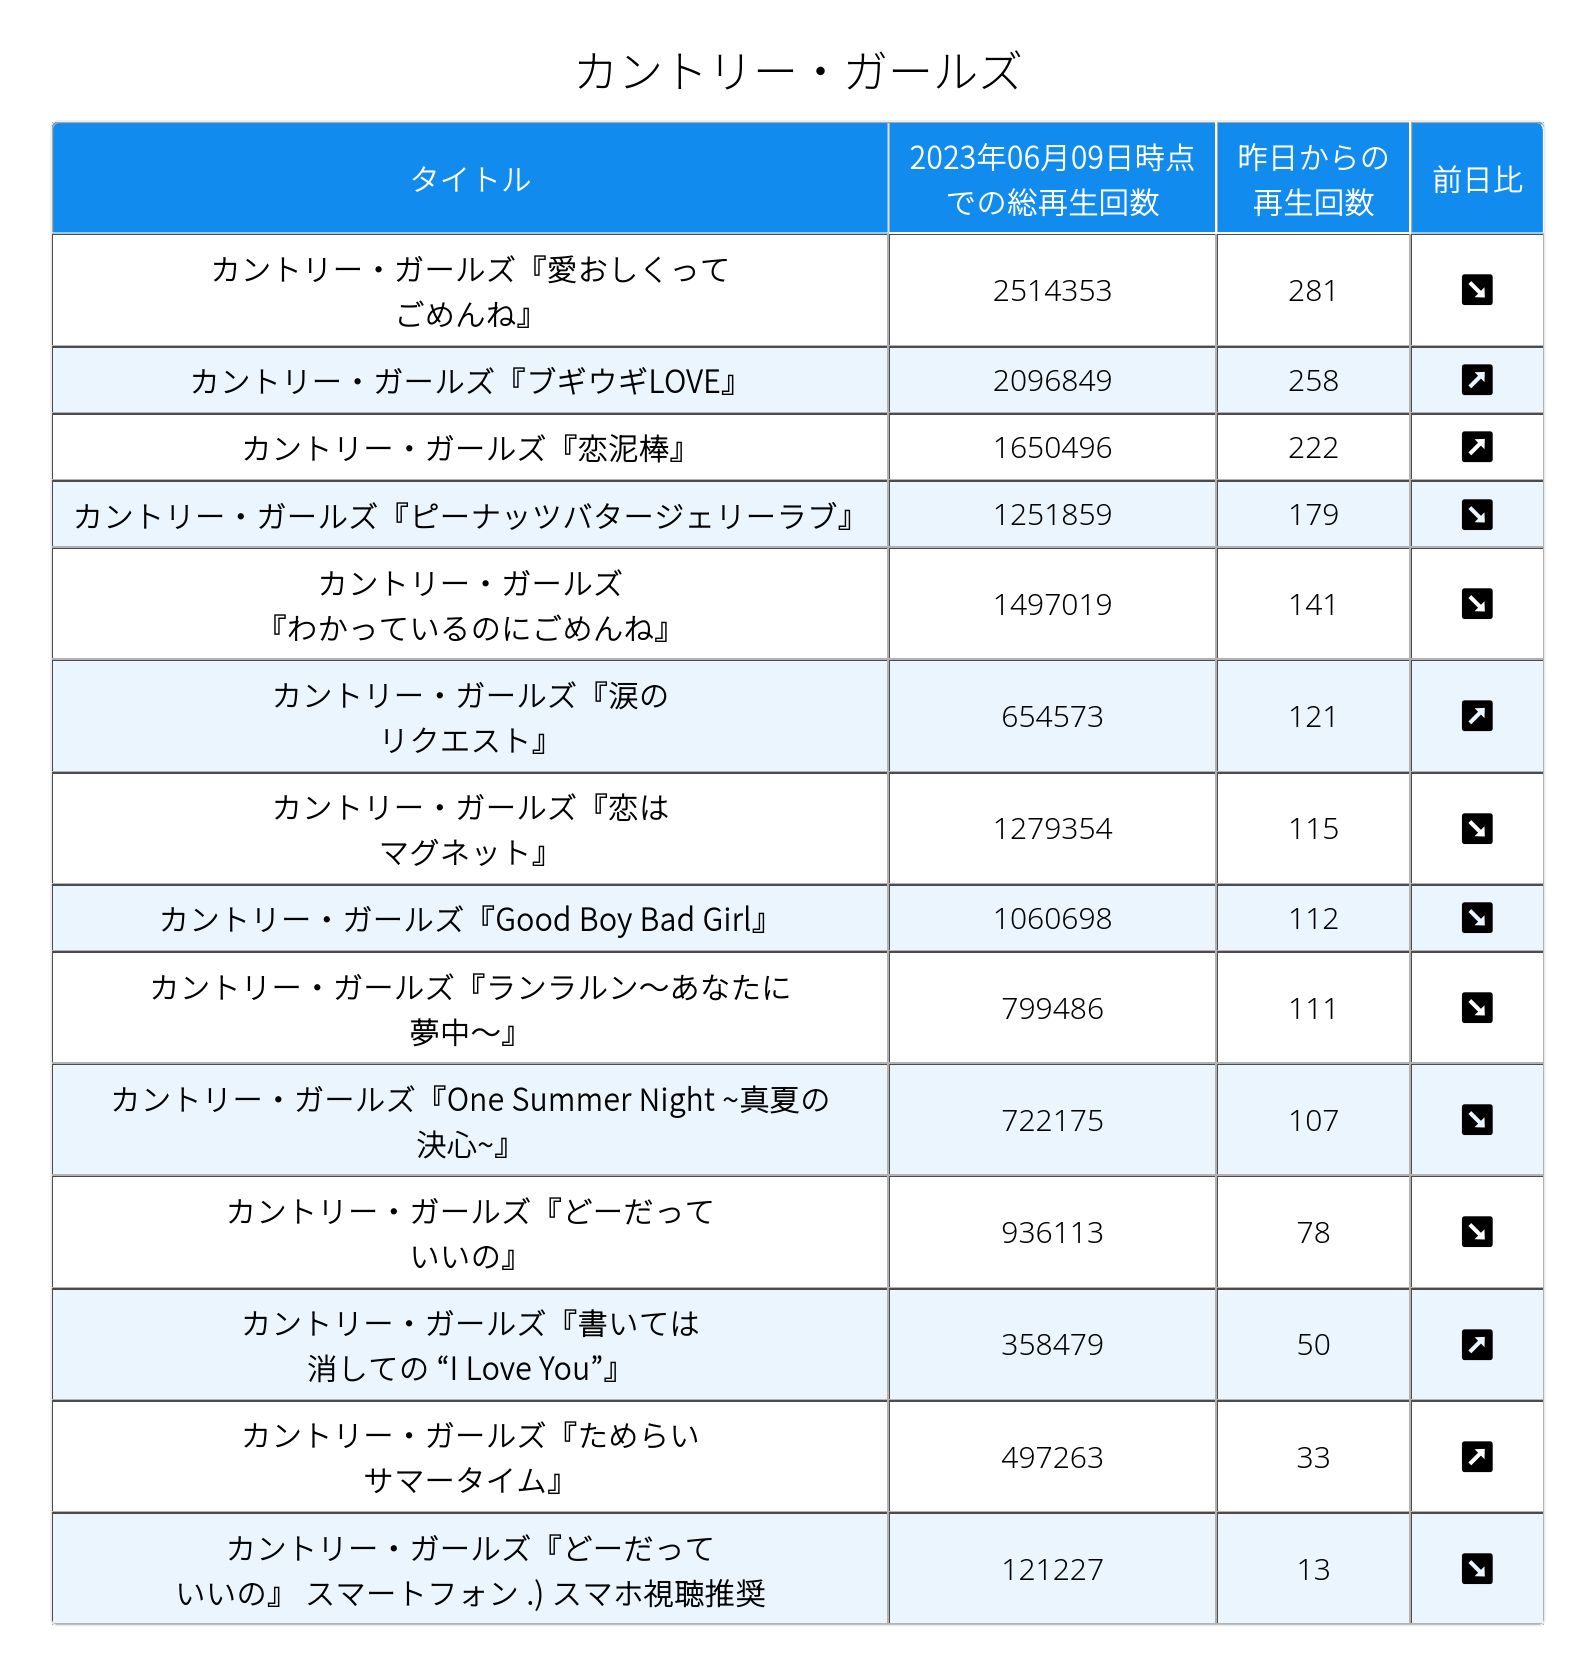 カントリー・ガールズ
タイトル
2023年06月09日時点
での総再生回数
昨日からの
再生回数
前日比
カントリー・ガールズ『愛おしくって
ごめんね』
2514353
281
カントリー・ガールズ『ブギウギLOVE』
2096849
258
カントリー・ガールズ『恋泥棒』
1650496
222
カントリー・ガールズ『ピーナッツバタージェリーラブ』
1251859
179
カントリー・ガールズ
『わかっているのにごめんね』
1497019
141
カントリー・ガールズ『涙の
リクエスト』
654573
121
カントリー・ガールズ『恋は
マグネット』
1279354
115
カントリー・ガールズ『Good Boy Bad Girl』
1060698
112
カントリー・ガールズ『ランラルン～あなたに
夢中～』
799486
111
カントリー・ガールズ『One Summer Night ~真夏の
決心~』
722175
107
カントリー・ガールズ『どーだって
いいの』
936113
78
カントリー・ガールズ『書いては
消しての “I Love You”』
358479
50
カントリー・ガールズ『ためらい
サマータイム』
497263
33
カントリー・ガールズ『どーだって
いいの』 スマートフォン .) スマホ視聴推奨
121227
13